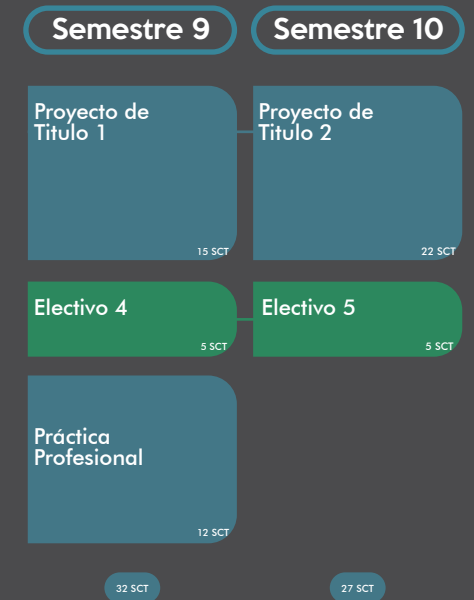 Semestre 9
Semestre 10
Proyecto de
Titulo 1
15 SCT
Proyecto de
Titulo 2
22 SCT
Electivo 4
5 SCT
Electivo 5
5 SCT
Práctica
Profesional
12 SCT
32 SCT
27 SCT